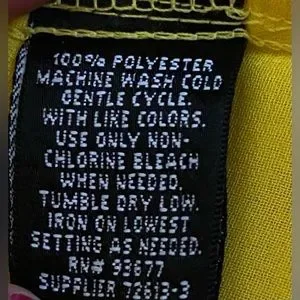 100% POLYESTER
MACHINE WASH COLD
GENTLE CYCLE.
WITH LIKE COLORS.
USE ONLY NON-
CHLORINE BLEACH
WHEN NEEDED.
TUMBLE DRY LOW.
IRON ON LOWEST
SETTING AS NEEDED.
RN# 93677
SUPPLIER 72613-3